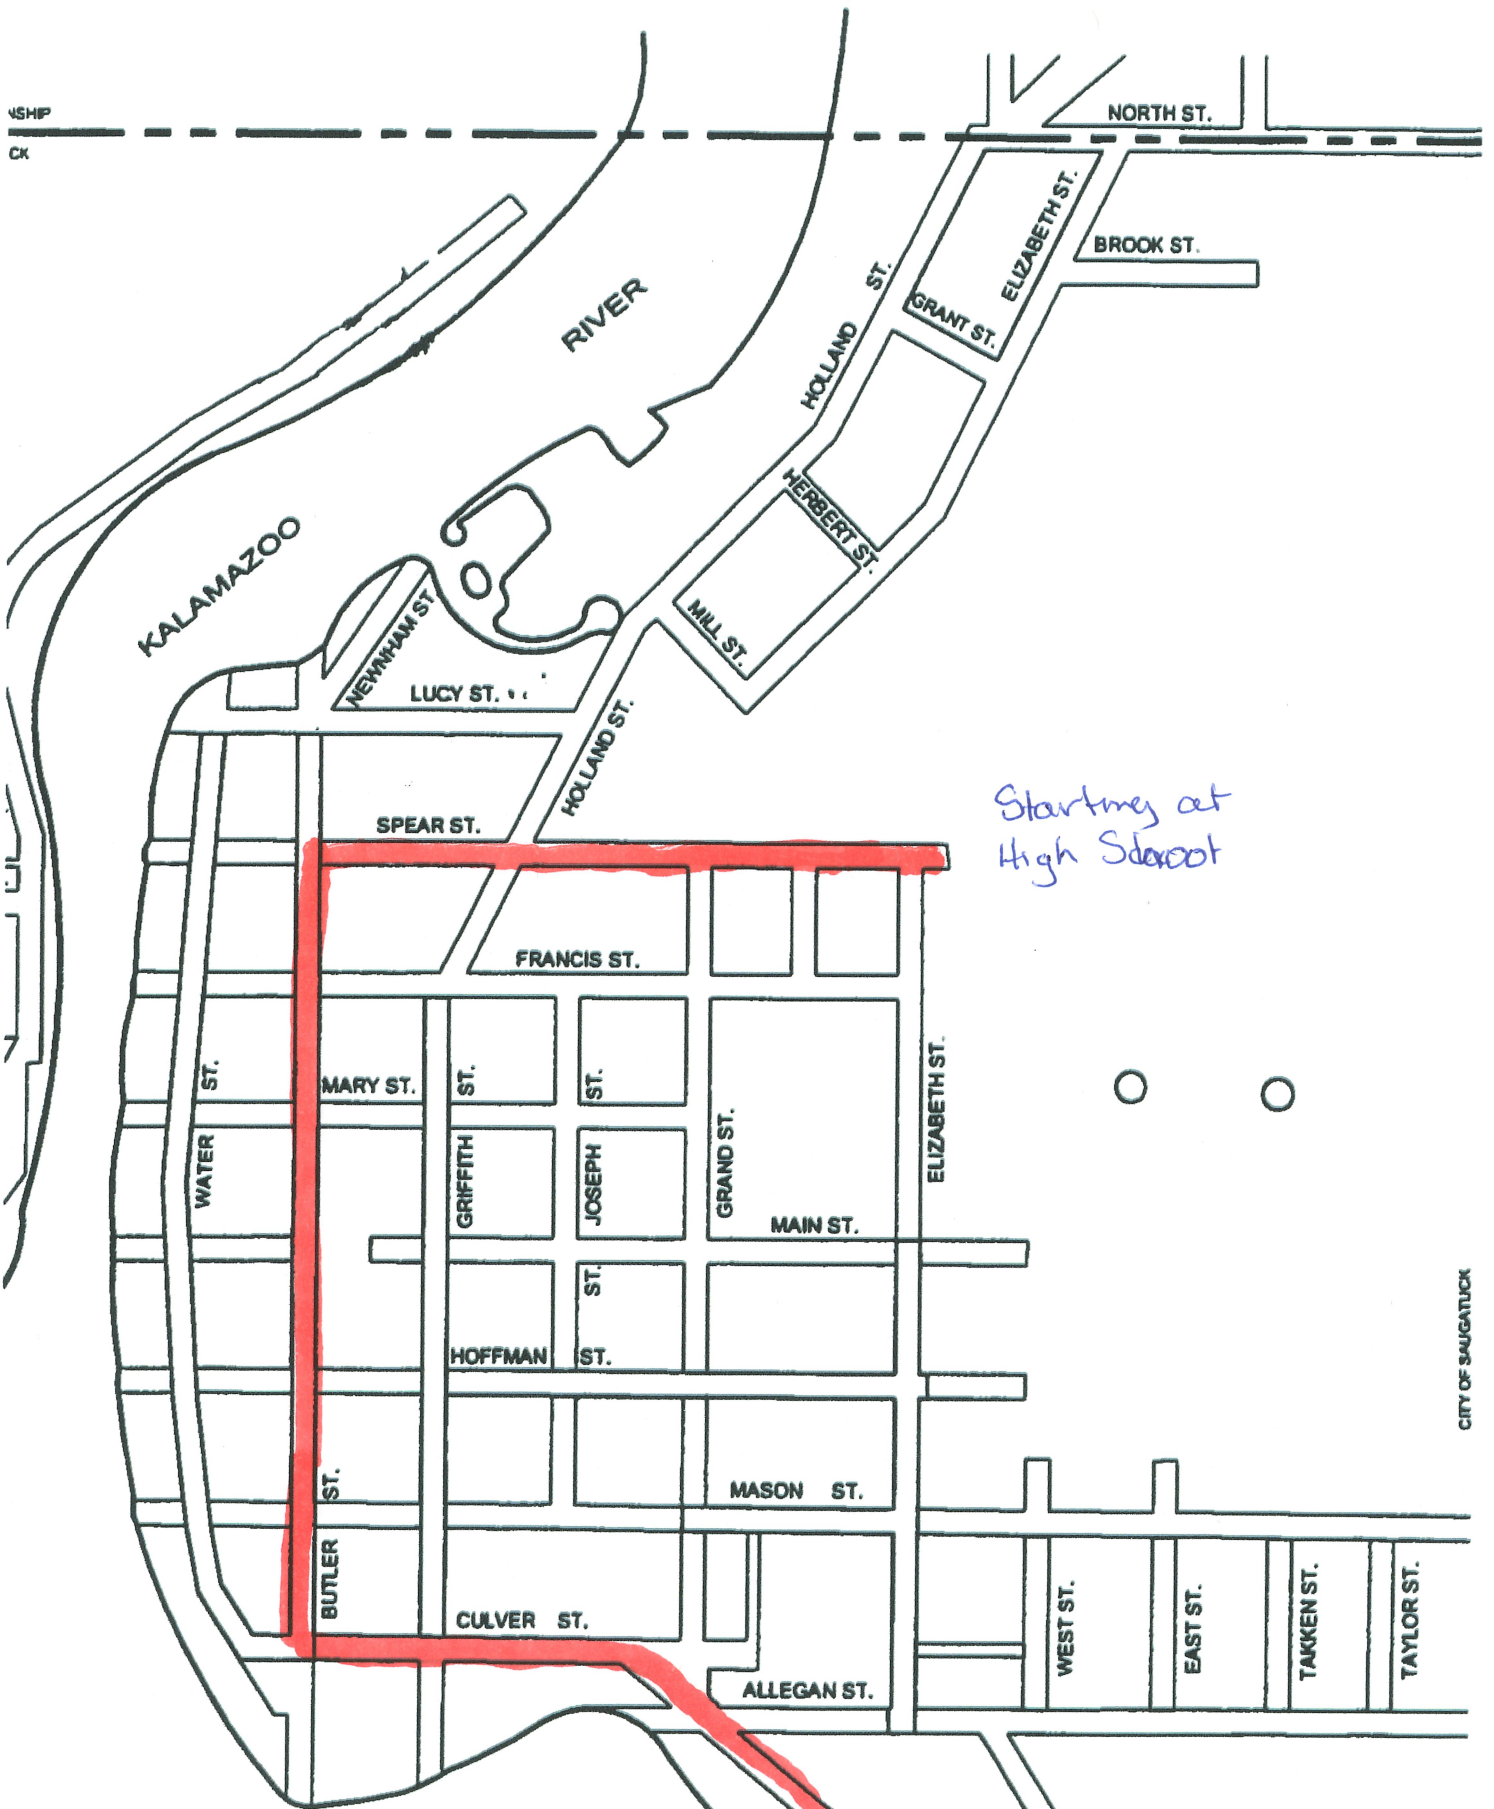 NSHIP
CK
NORTH ST.
ELIZABETH ST.
BROOK ST.
HOLLAND ST.
GRANT ST.
RIVER
KALAMAZOO
HERBERT ST.
MILL ST.
NEWNHAM ST.
LUCY ST.
HOLLAND ST.
SPEAR ST.
Starting at
High School
FRANCIS ST.
MARY ST.
WATER ST.
GRIFFITH ST.
JOSEPH ST.
GRAND ST.
ELIZABETH ST.
MAIN ST.
ST.
HOFFMAN ST.
CITY OF SAUGATUCK
MASON ST.
BUTLER ST.
CULVER ST.
WEST ST.
EAST ST.
TAKKEN ST.
TAYLOR ST.
ALLEGAN ST.